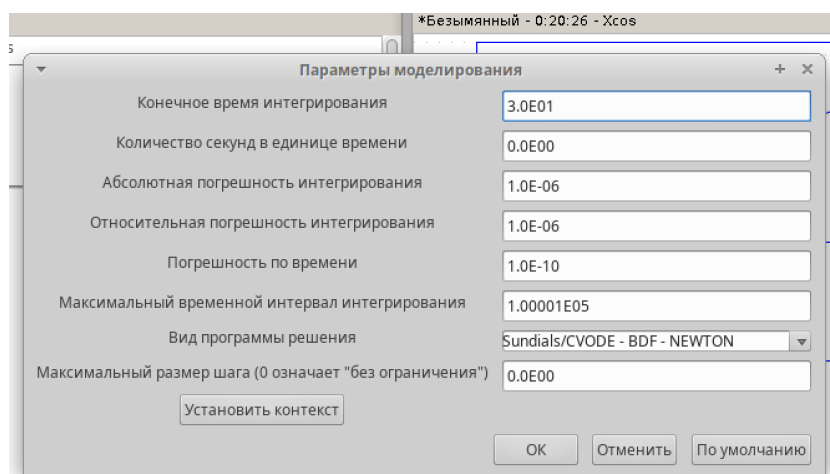 *Безымянный - 0:20:26 - Xcos
s
Параметры моделирования
Конечное время интегрирования 3.0E01
Количество секунд в единице времени 0.0E00
Абсолютная погрешность интегрирования 1.0E-06
Относительная погрешность интегрирования 1.0E-06
Погрешность по времени 1.0E-10
Максимальный временной интервал интегрирования 1.00001E05
Вид программы решения Sundials/CVODE - BDF - NEWTON
Максимальный размер шага (0 означает "без ограничения") 0.0E00
Установить контекст
ОК Отменить По умолчанию